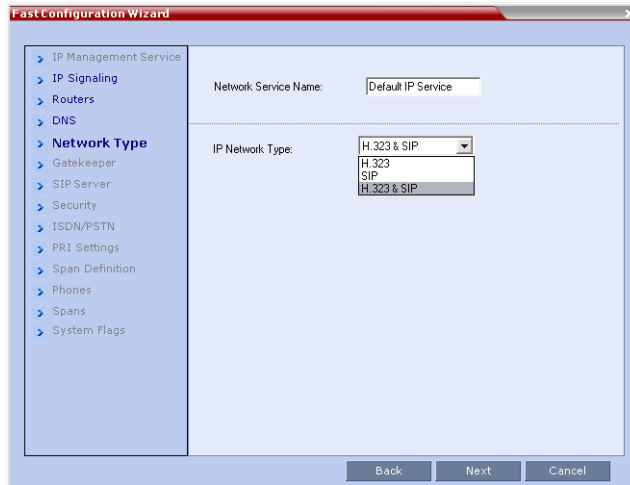 Fast Configuration Wizard
IP Management Service
IP Signaling
Routers
DNS
Network Type
Gatekeeper
SIP Server
Security
ISDN/PSTN
PRI Settings
Span Definition
Phones
Spans
System Flags
Network Service Name: Default IP Service
IP Network Type: H.323 & SIP
H.323
SIP
H.323 & SIP
Back Next Cancel